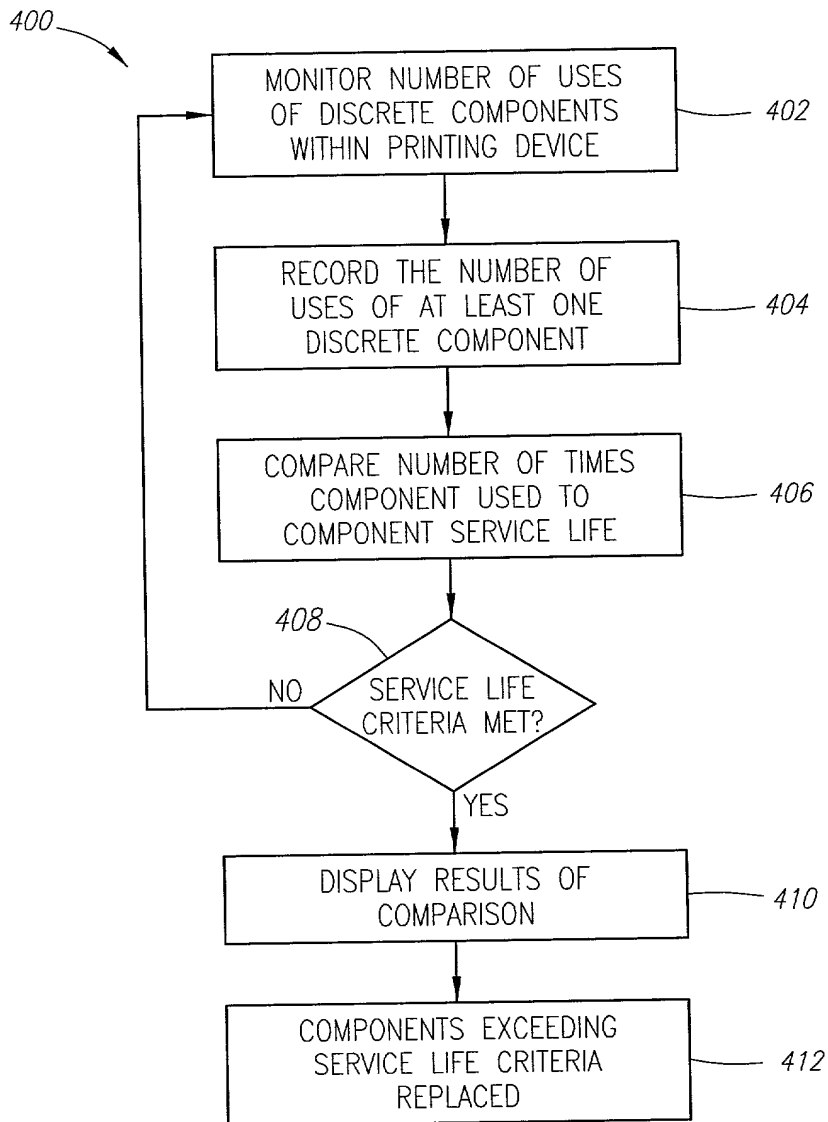 400
MONITOR NUMBER OF USES
OF DISCRETE COMPONENTS
WITHIN PRINTING DEVICE
402
RECORD THE NUMBER OF
USES OF AT LEAST ONE
DISCRETE COMPONENT
404
COMPARE NUMBER OF TIMES
COMPONENT USED TO
COMPONENT SERVICE LIFE
406
408
NO
SERVICE LIFE
CRITERIA MET?
YES
DISPLAY RESULTS OF
COMPARISON
410
COMPONENTS EXCEEDING
SERVICE LIFE CRITERIA
REPLACED
412